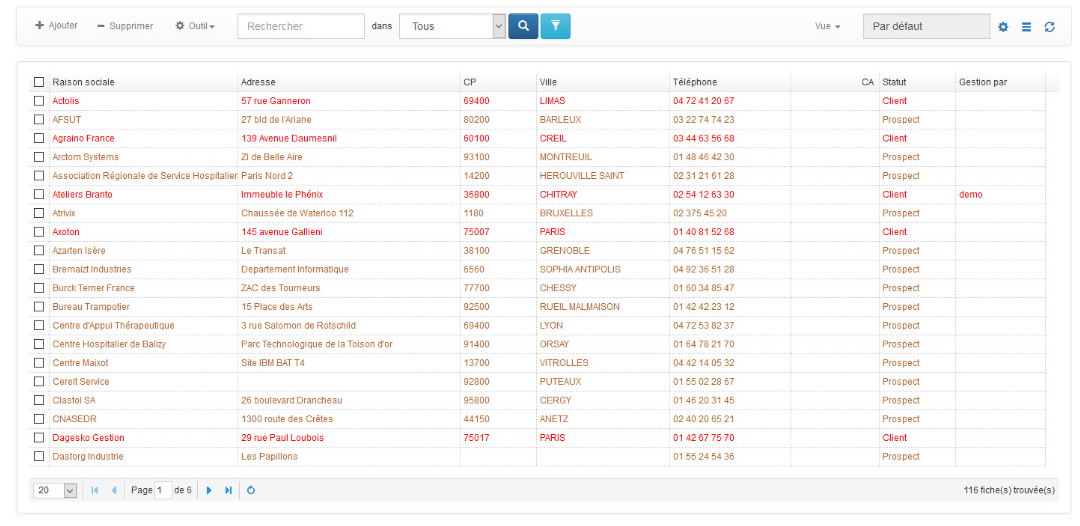 Ajouter Supprimer Outil Rechercher dans Tous Vue Par défaut
Raison sociale Adresse CP Ville Téléphone CA Statut Gestion par
Actolis 57 rue Ganneron 69400 LIMAS 04 72 41 20 67 Client
AFSUT 27 bld de l'Ariane 80200 BARLEUX 03 22 74 74 23 Prospect
Agraino France 139 Avenue Daumesnil 60100 CREIL 03 44 63 56 68 Client
Arctom Systems ZI de Belle Aire 93100 MONTREUIL 01 48 46 42 30 Prospect
Association Régionale de Service Hospitalier Paris Nord 2 14200 HEROUVILLE SAINT 02 31 21 61 28 Prospect
Ateliers Branto Immeuble le Phénix 36800 CHITRAY 02 54 12 63 30 Client demo
Atrivix Chaussée de Waterloo 112 1180 BRUXELLES 02 375 45 20 Prospect
Axoton 145 avenue Gallieni 75007 PARIS 01 40 81 52 68 Client
Azarten Isère Le Transat 38100 GRENOBLE 04 76 51 15 62 Prospect
Bremaizt Industries Departement Informatique 6560 SOPHIA ANTIPOLIS 04 92 36 51 28 Prospect
Burck Terner France ZAC des Tourneurs 77700 CHESSY 01 60 34 85 47 Prospect
Bureau Trampotier 15 Place des Arts 92500 RUEIL MALMAISON 01 42 42 23 12 Prospect
Centre d'Appui Thérapeutique 3 rue Salomon de Rotschild 69400 LYON 04 72 53 82 37 Prospect
Centre Hospitalier de Balizy Parc Technologique de la Toison d'or 91400 ORSAY 01 64 78 21 70 Prospect
Centre Maixot Site IBM BAT T4 13700 VITROLLES 04 42 14 05 32 Prospect
Cerelt Service 92800 PUTEAUX 01 55 02 28 67 Prospect
Clastol SA 26 boulevard Drancheau 95800 CERGY 01 46 20 31 45 Prospect
CNASEDR 1300 route des Crêtes 44150 ANETZ 02 40 20 65 21 Prospect
Dagesko Gestion 29 rue Paul Loubois 75017 PARIS 01 42 67 75 70 Client
Dastorg Industrie Les Papillons 01 55 24 54 36 Prospect
20 Page 1 de 6 116 fiche(s) trouvée(s)